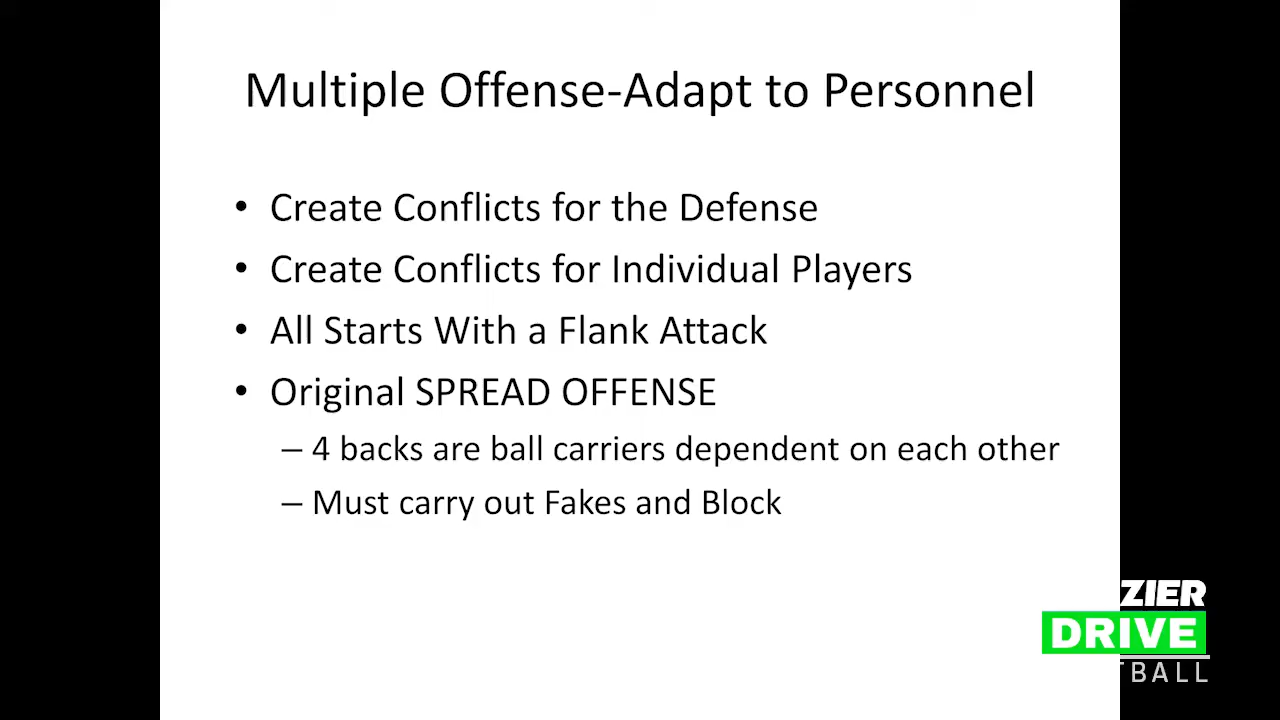 Multiple Offense-Adapt to Personnel
• Create Conflicts for the Defense
• Create Conflicts for Individual Players
• All Starts With a Flank Attack
• Original SPREAD OFFENSE
– 4 backs are ball carriers dependent on each other
– Must carry out Fakes and Block
ZIER
DRIVE
TBALL